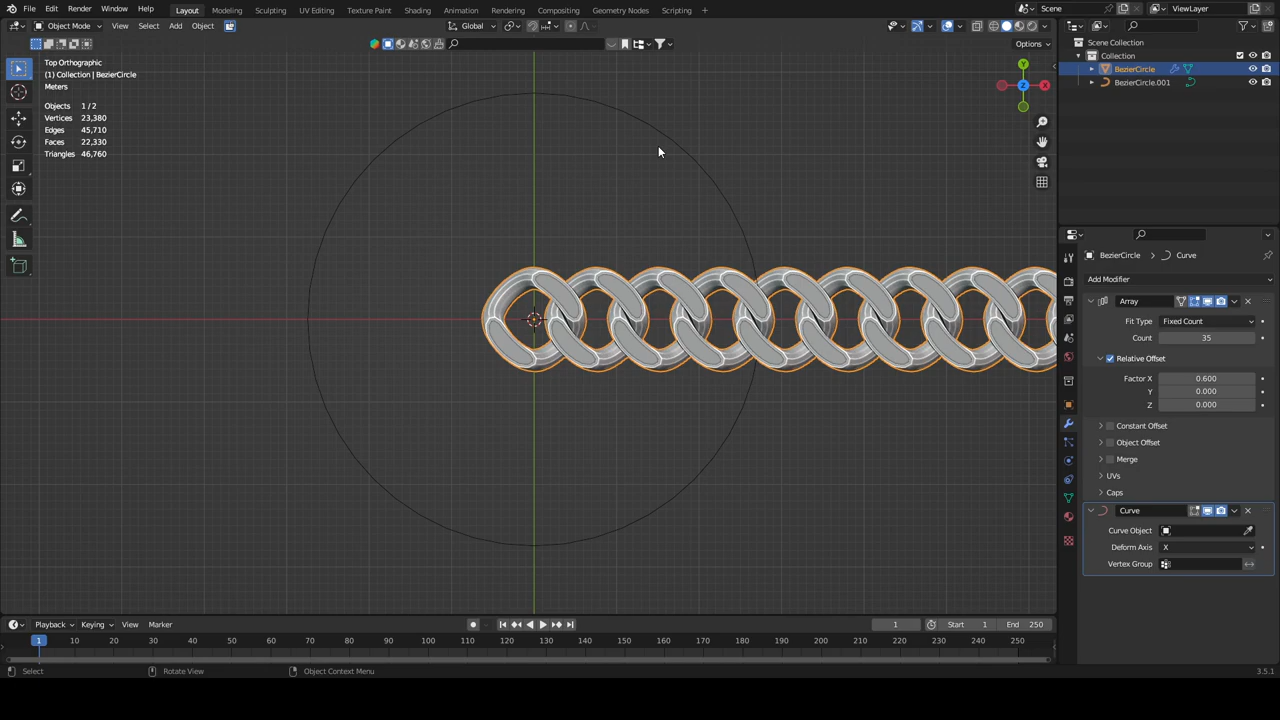 File Edit Render Window Help Layout Modeling Sculpting UV Editing Texture Paint Shading Animation Rendering Compositing Geometry Nodes Scripting + Scene ViewLayer
Object Mode View Select Add Object Global
Options
Top Orthographic
(1) Collection | BezierCircle
Meters
Objects 1 / 2
Vertices 23,380
Edges 45,710
Faces 22,330
Triangles 46,760
Y
Z X
Scene Collection
Collection
BezierCircle
BezierCircle.001
BezierCircle > Curve
Add Modifier
Array
Fit Type Fixed Count
Count 35
Relative Offset
Factor X 0.600
Y 0.000
Z 0.000
Constant Offset
Object Offset
Merge
UVs
Caps
Curve
Curve Object
Deform Axis X
Vertex Group
Playback Keying View Marker 1 Start 1 End 250
1 10 20 30 40 50 60 70 80 90 100 110 120 130 140 150 160 170 180 190 200 210 220 230 240 250
Select Rotate View Object Context Menu 3.5.1